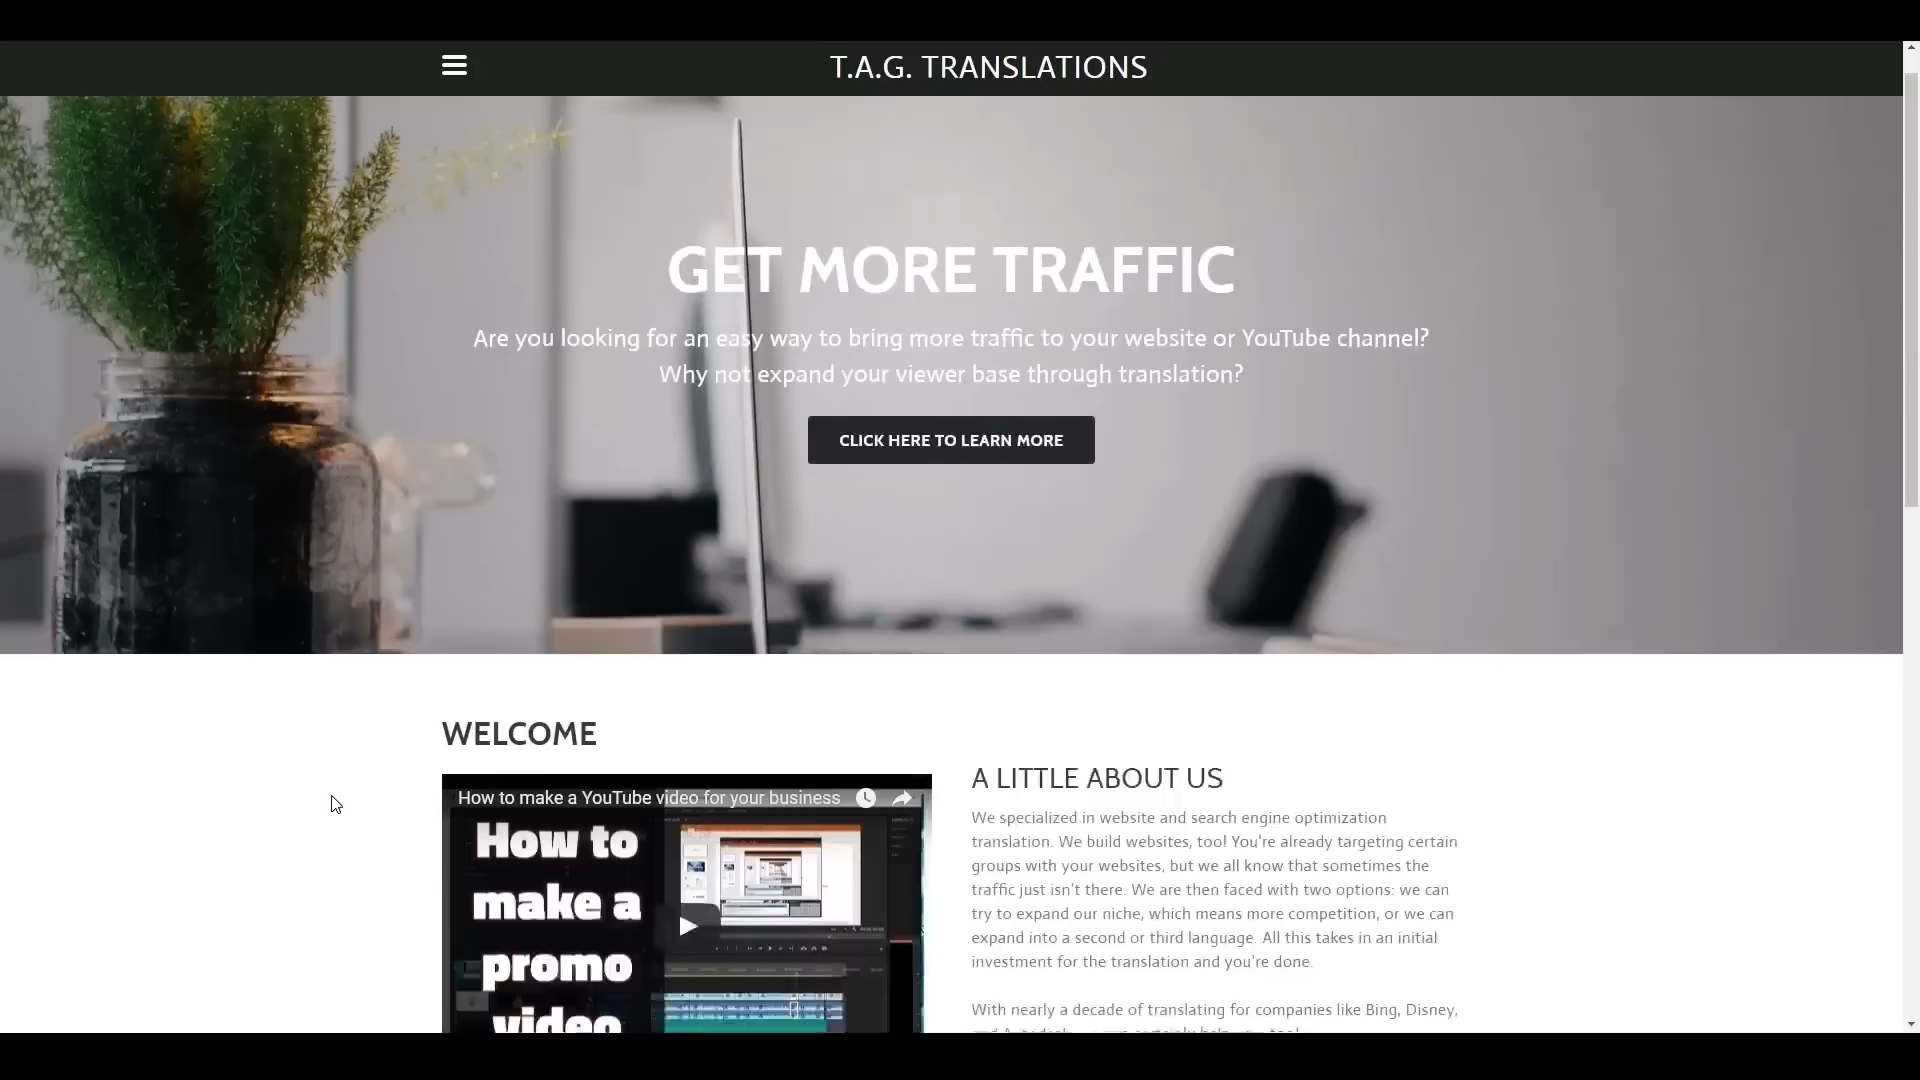 T.A.G. TRANSLATIONS
GET MORE TRAFFIC
Are you looking for an easy way to bring more traffic to your website or YouTube channel?
Why not expand your viewer base through translation?
CLICK HERE TO LEARN MORE
WELCOME
How to make a YouTube video for your business
How to
make a
promo
video
A LITTLE ABOUT US
We specialized in website and search engine optimization
translation. We build websites, too! You're already targeting certain
groups with your websites, but we all know that sometimes the
traffic just isn't there. We are then faced with two options: we can
try to expand our niche, which means more competition, or we can
expand into a second or third language. All this takes in an initial
investment for the translation and you're done.
With nearly a decade of translating for companies like Bing, Disney,